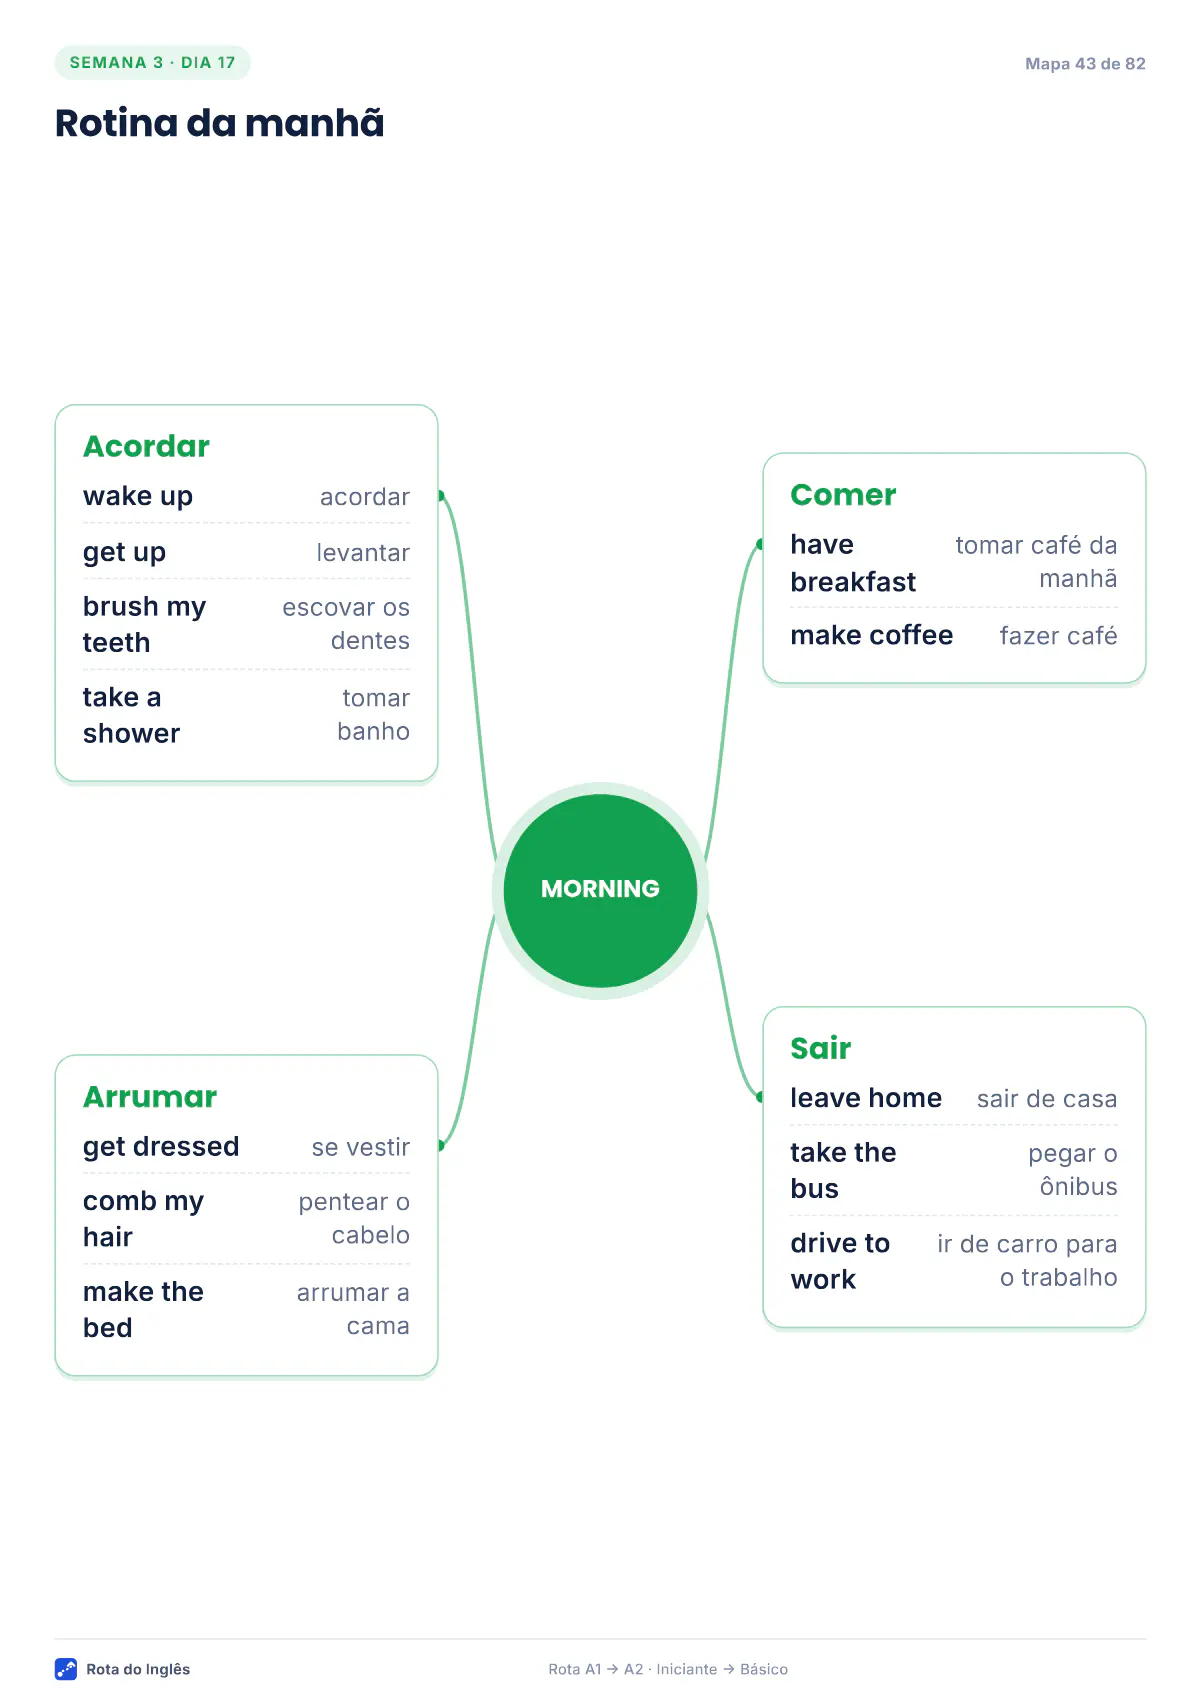 SEMANA 3 · DIA 17
Mapa 43 de 82
Rotina da manhã
Acordar
wake up acordar
get up levantar
brush my escovar os
teeth dentes
take a tomar
shower banho
Comer
have tomar café da
breakfast manhã
make coffee fazer café
MORNING
Arrumar
get dressed se vestir
comb my pentear o
hair cabelo
make the arrumar a
bed cama
Sair
leave home sair de casa
take the pegar o
bus ônibus
drive to ir de carro para
work o trabalho
Rota do Inglês
Rota A1 → A2 · Iniciante → Básico